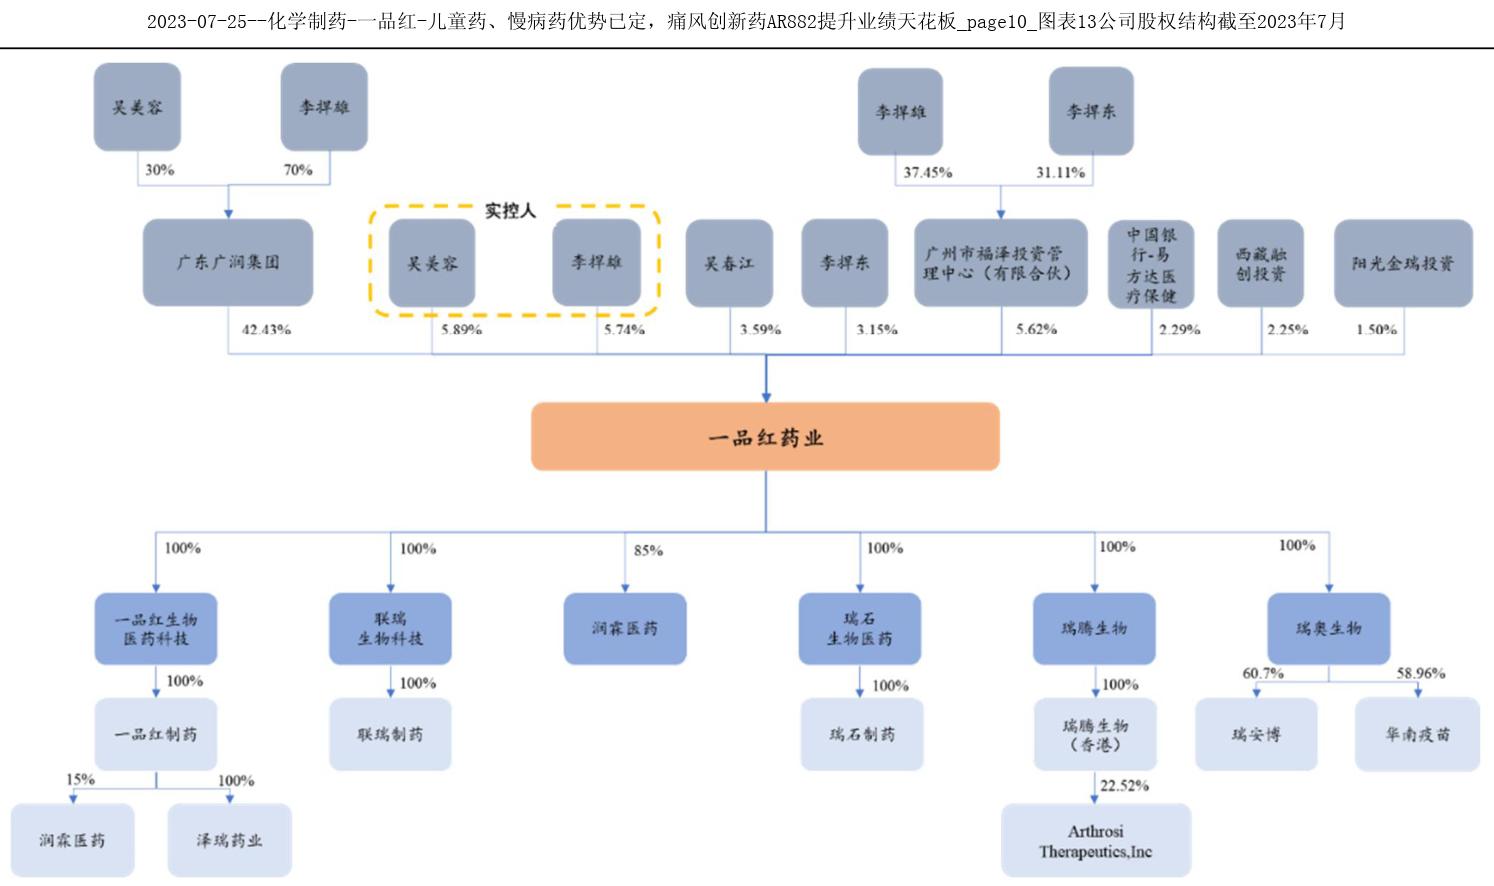 2023-07-25--化学制药-一品红-儿童药、慢病药优势已定，痛风创新药AR882提升业绩天花板_page10_图表13公司股权结构截至2023年7月
吴美容
李捍雄
李捍雄
李捍东
30%
70%
37.45%
31.11%
实控人
广东广润集团
吴美容
李捍雄
吴春江
李捍东
广州市福泽投资管
理中心（有限合伙）
中国银
行-易
方达医
疗保健
西藏融
创投资
阳光金瑞投资
42.43%
5.89%
5.74%
3.59%
3.15%
5.62%
2.29%
2.25%
1.50%
一品红药业
100%
100%
85%
100%
100%
100%
一品红生物
医药科技
联瑞
生物科技
润霖医药
瑞石
生物医药
瑞腾生物
瑞奥生物
100%
100%
100%
100%
60.7%
58.96%
一品红制药
联瑞制药
瑞石制药
瑞腾生物
（香港）
瑞安博
华南疫苗
15%
100%
22.52%
润霖医药
泽瑞药业
Arthrosi
Therapeutics,Inc